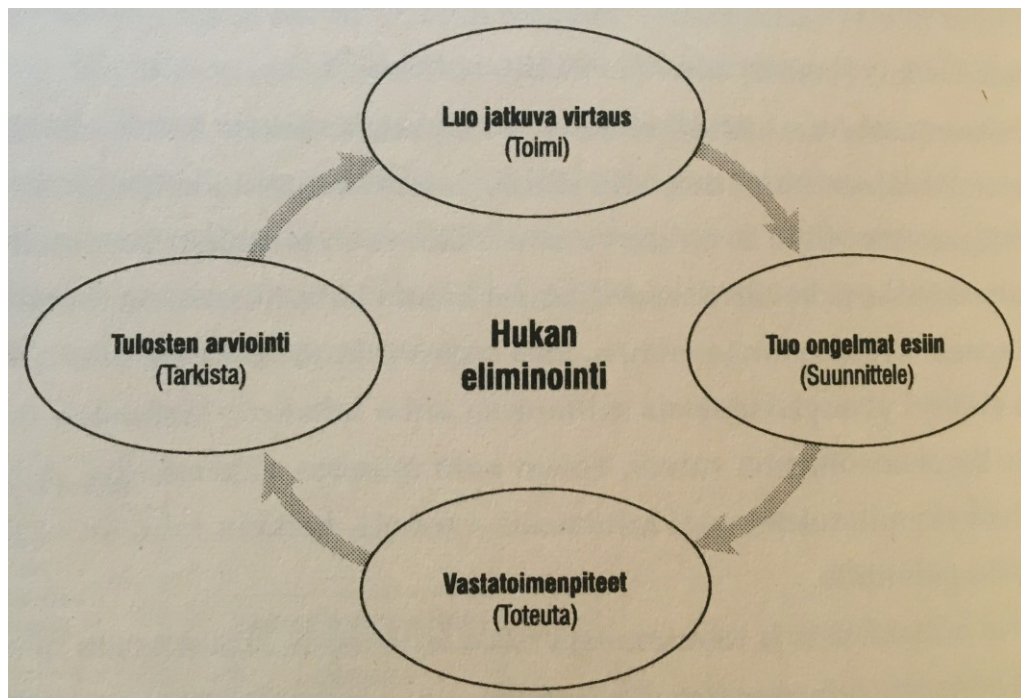 Luo jatkuva virtaus
(Toimi)
Tulosten arviointi
(Tarkista)
Hukan
eliminointi
Tuo ongelmat esiin
(Suunnittele)
Vastatoimenpiteet
(Toteuta)